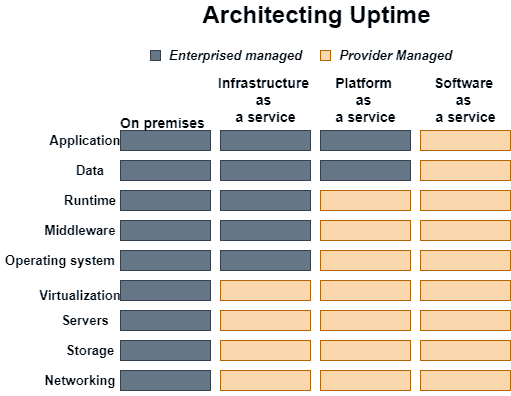 Architecting Uptime
Enterprised managed
Provider Managed
Infrastructure
as
a service
Platform
as
a service
Software
as
a service
On premises
Application
Data
Runtime
Middleware
Operating system
Virtualization
Servers
Storage
Networking